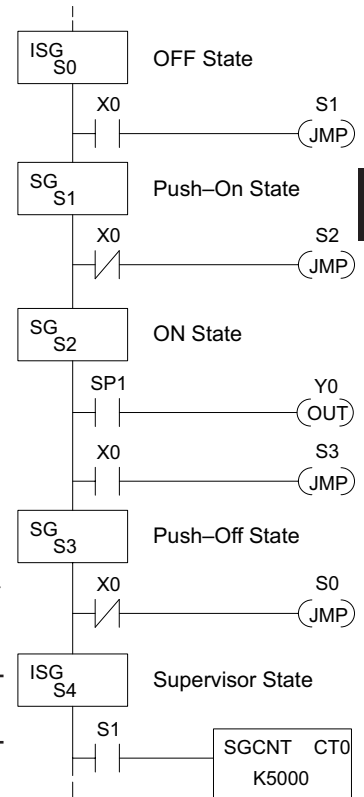 ISG
S0
OFF State
X0
S1
JMP
SG
S1
Push–On State
X0
S2
JMP
SG
S2
ON State
SP1
Y0
OUT
X0
S3
JMP
SG
S3
Push–Off State
X0
S0
JMP
ISG
S4
Supervisor State
S1
SGCNT CT0
K5000